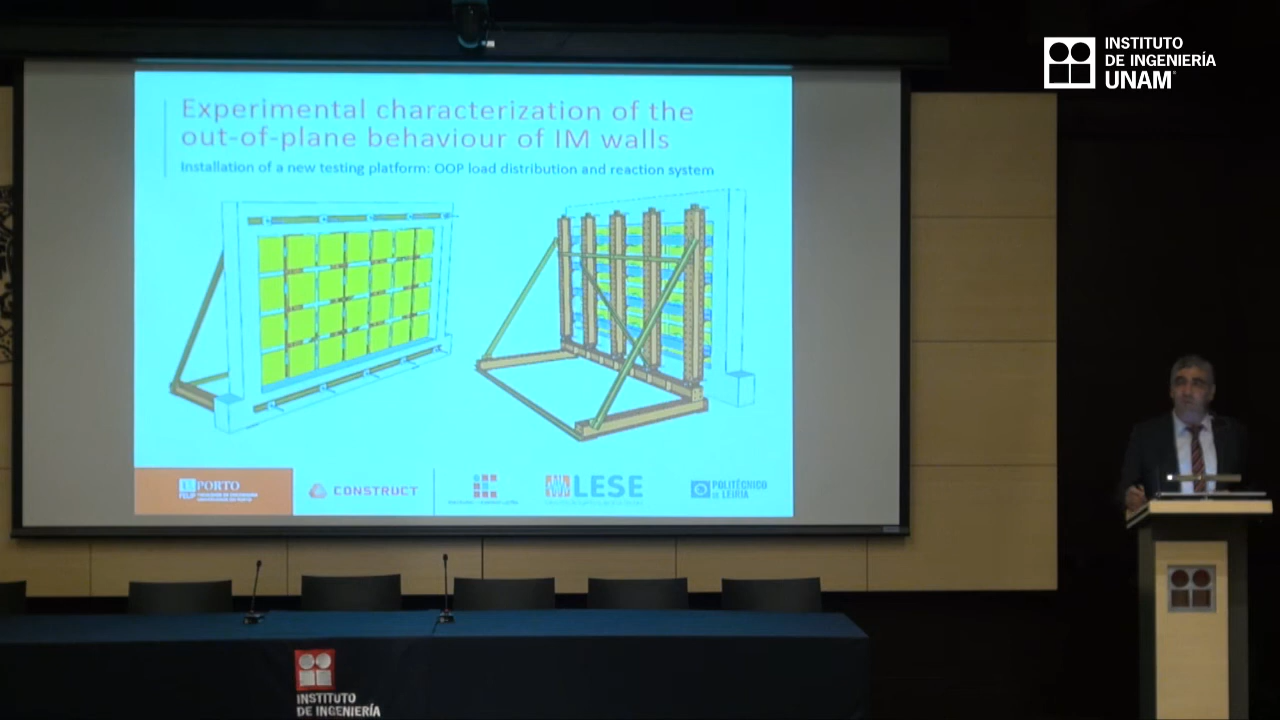 INSTITUTO
DE INGENIERÍA
UNAM
Experimental characterization of the
out-of-plane behaviour of IM walls
Installation of a new testing platform: OOP load distribution and reaction system
U.PORTO
CONSTRUCT
LESE
POLITÉCNICO
DE LEIRIA
INSTITUTO
DE INGENIERÍA